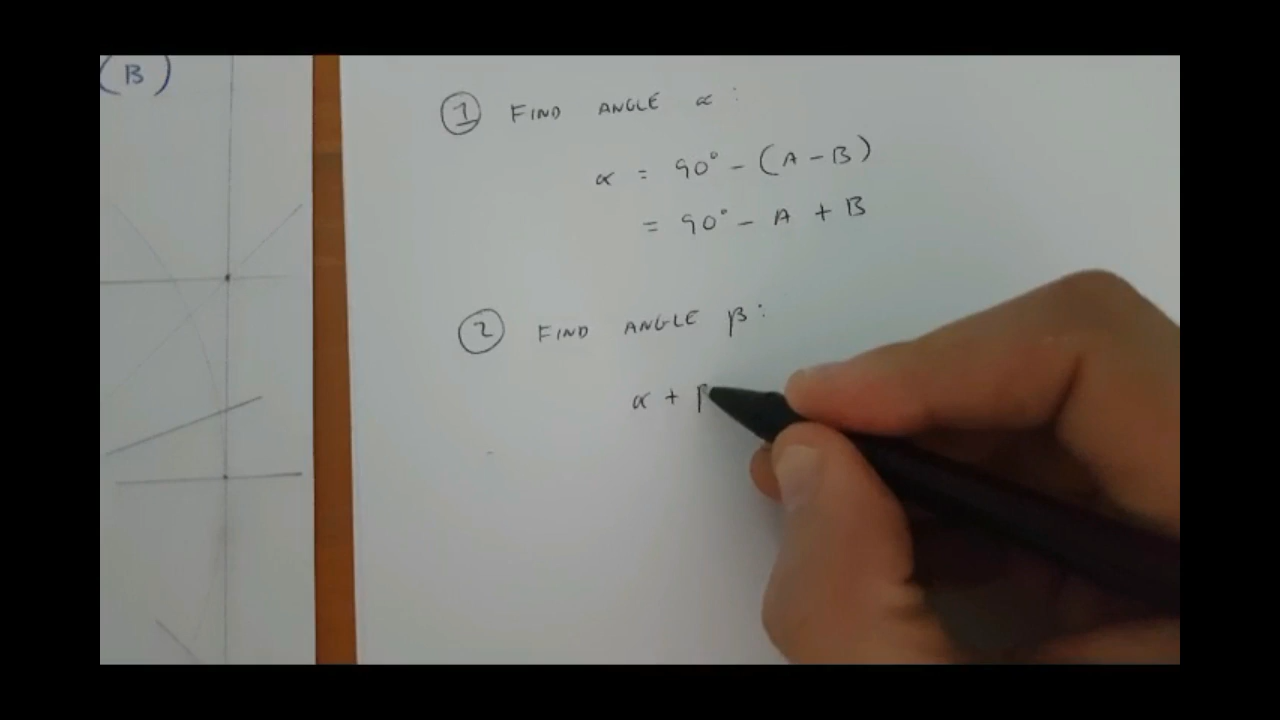 (B)
① FIND ANGLE α:
α = 90° - (A - B)
= 90° - A + B
② FIND ANGLE β:
α + β